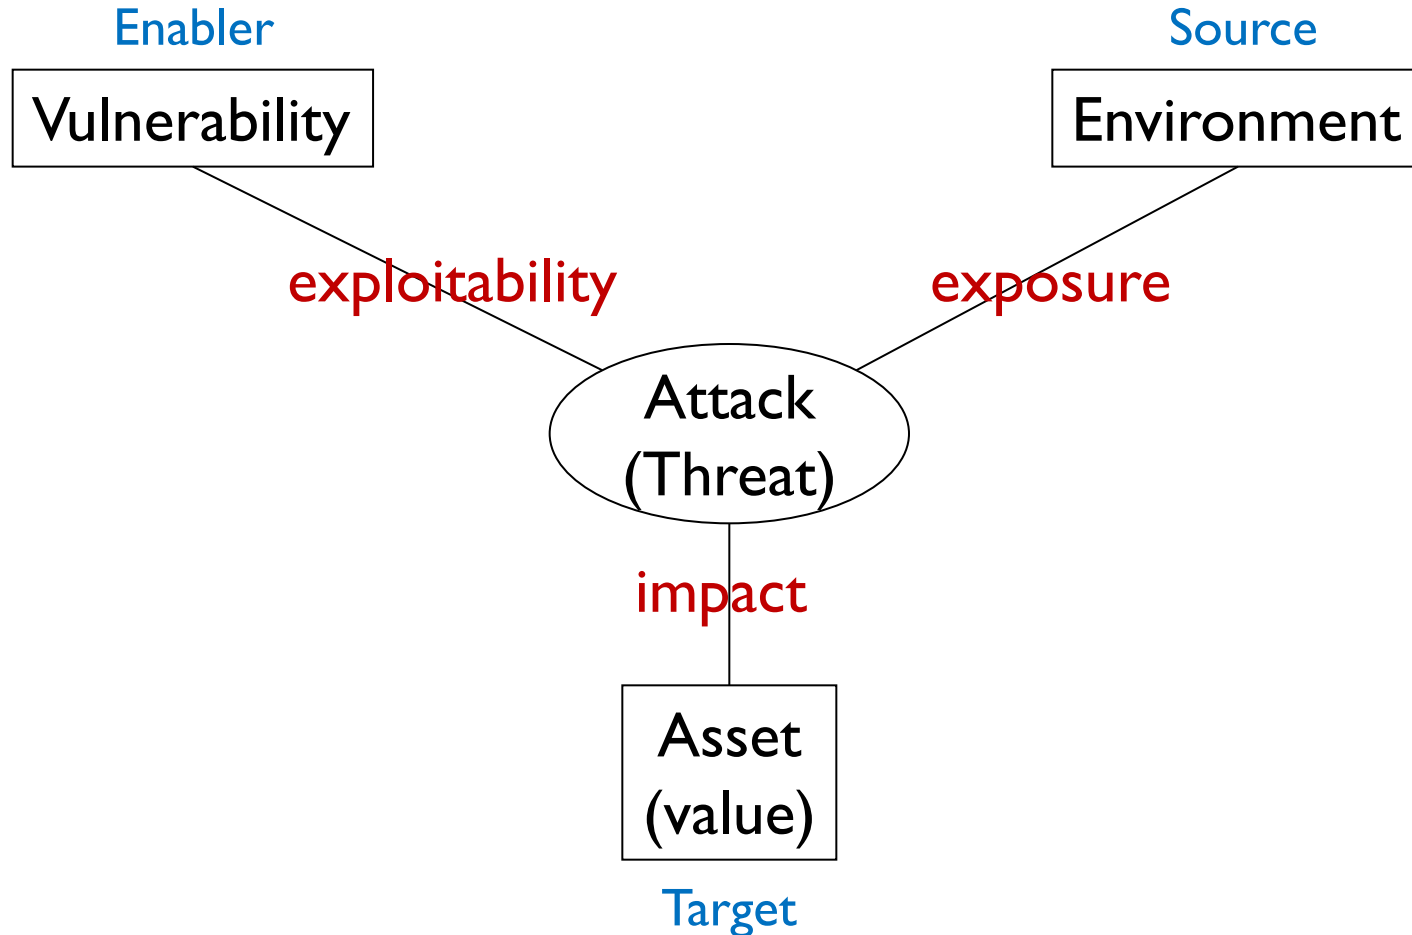 Enabler
Source
Vulnerability
Environment
exploitability
exposure
Attack
(Threat)
impact
Asset
(value)
Target